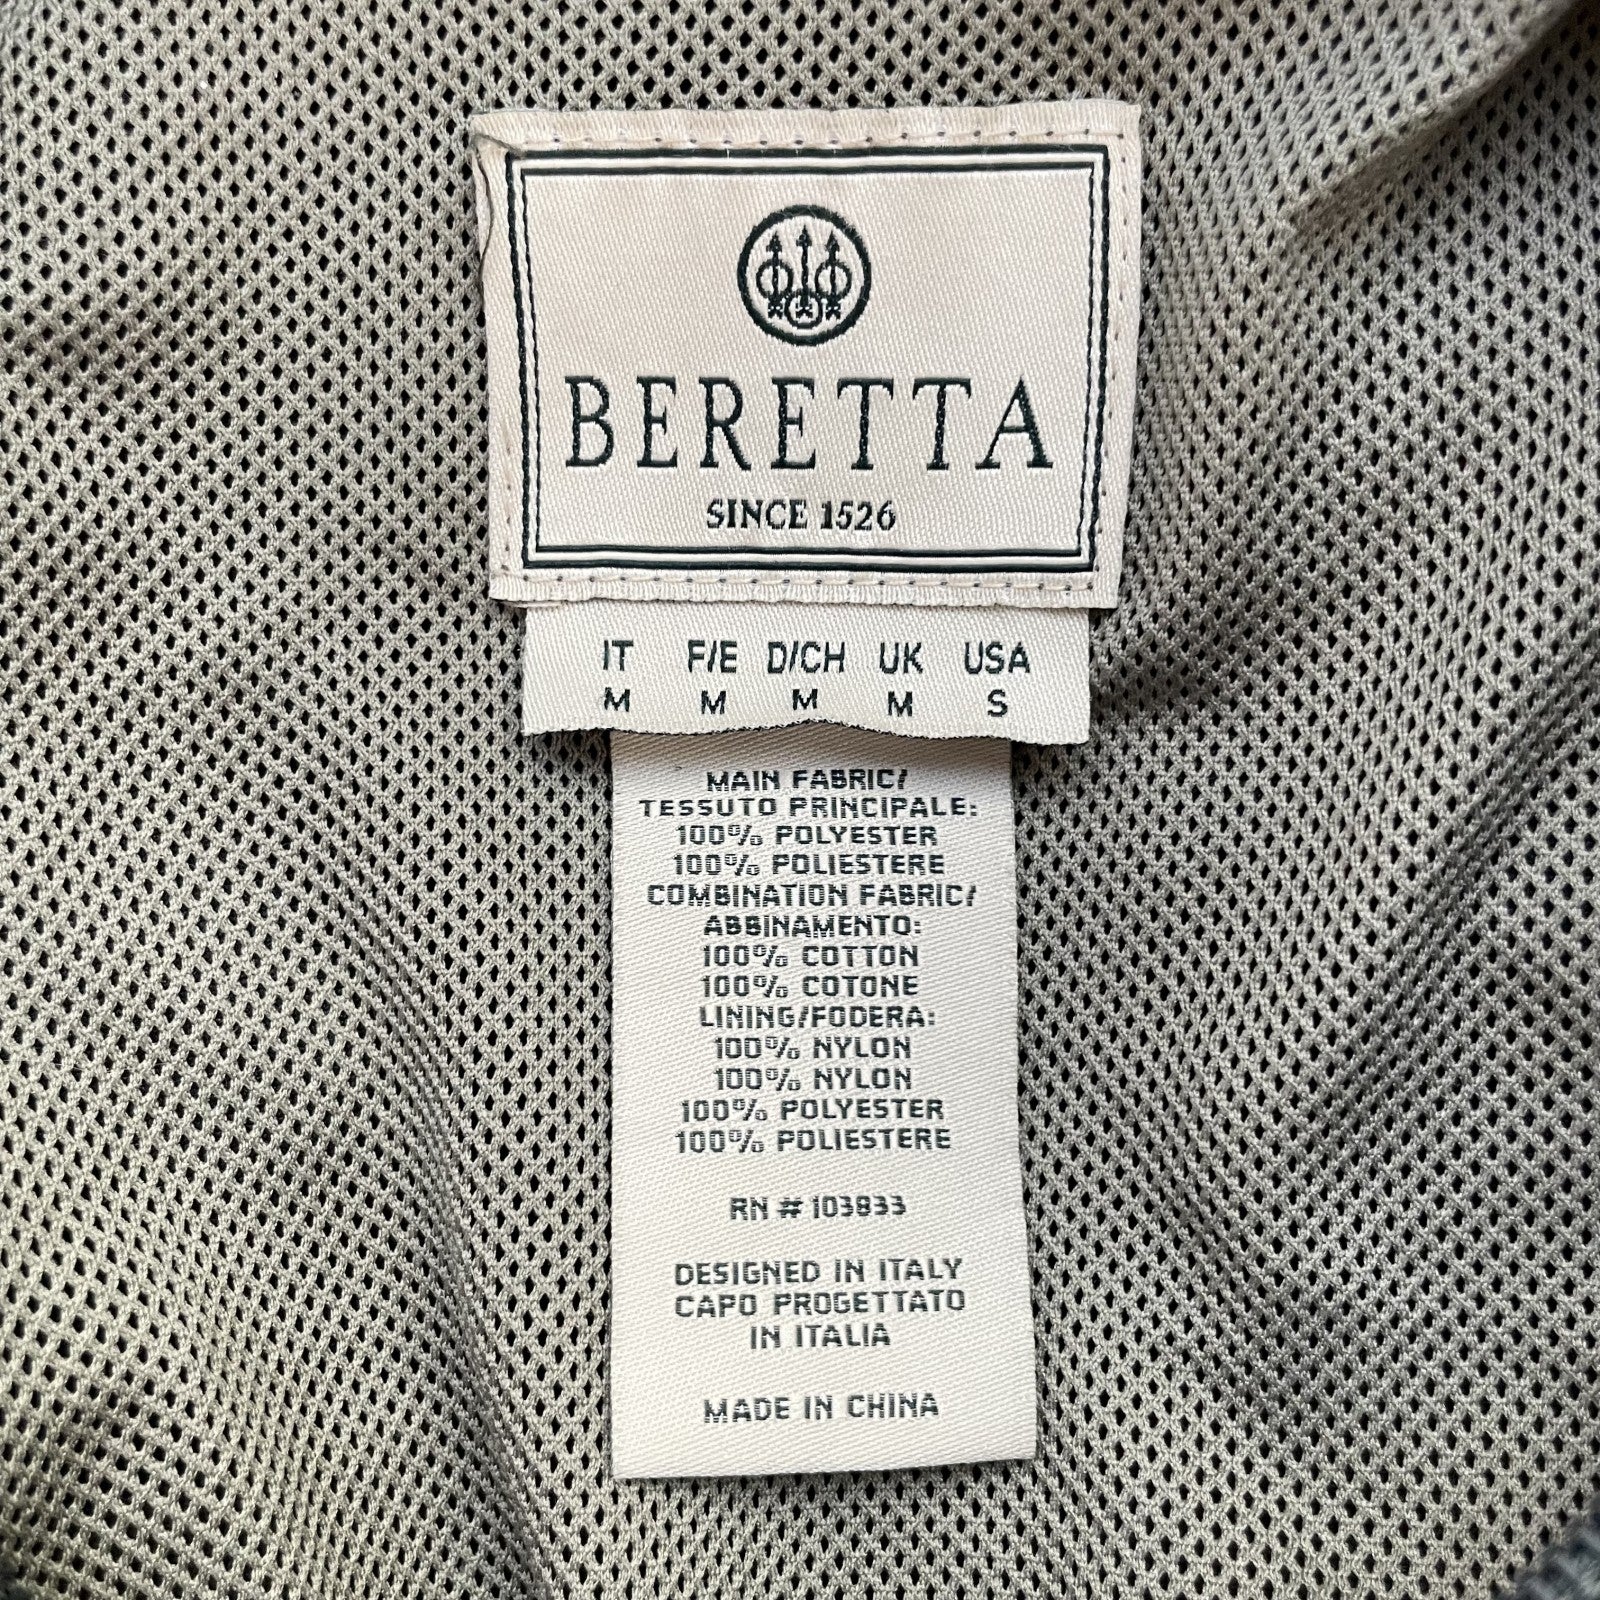 BERETTA
SINCE 1526
IT F/E D/CH UK USA
M M M M S
MAIN FABRIC/
TESSUTO PRINCIPALE:
100% POLYESTER
100% POLIESTERE
COMBINATION FABRIC/
ABBINAMENTO:
100% COTTON
100% COTONE
LINING/FODERA:
100% NYLON
100% NYLON
100% POLYESTER
100% POLIESTERE
RN # 103833
DESIGNED IN ITALY
CAPO PROGETTATO
IN ITALIA
MADE IN CHINA